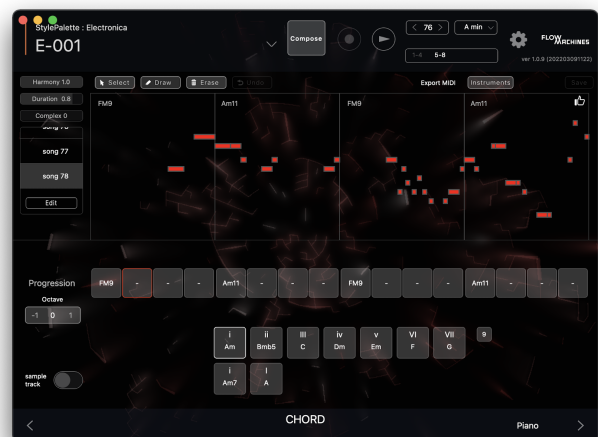 StylePalette : Electronica
E-001
Compose
< 76 >
A min
1-4 5-8
FLOW
MACHINES
ver 1.0.9 (202203091122)
Harmony 1.0
Select
Draw
Erase
Undo
Export MIDI
Instruments
Save
Duration 0.8
Complex 0
FM9
Am11
FM9
Am11
song 76
song 77
song 78
Edit
Progression
FM9 - - - Am11 - - - FM9 - - - Am11 - - -
Octave
-1 0 1
i ii III iv v VI VII
Am Bmb5 C Dm Em F G
9
i I
Am7 A
sample
track
< CHORD Piano >